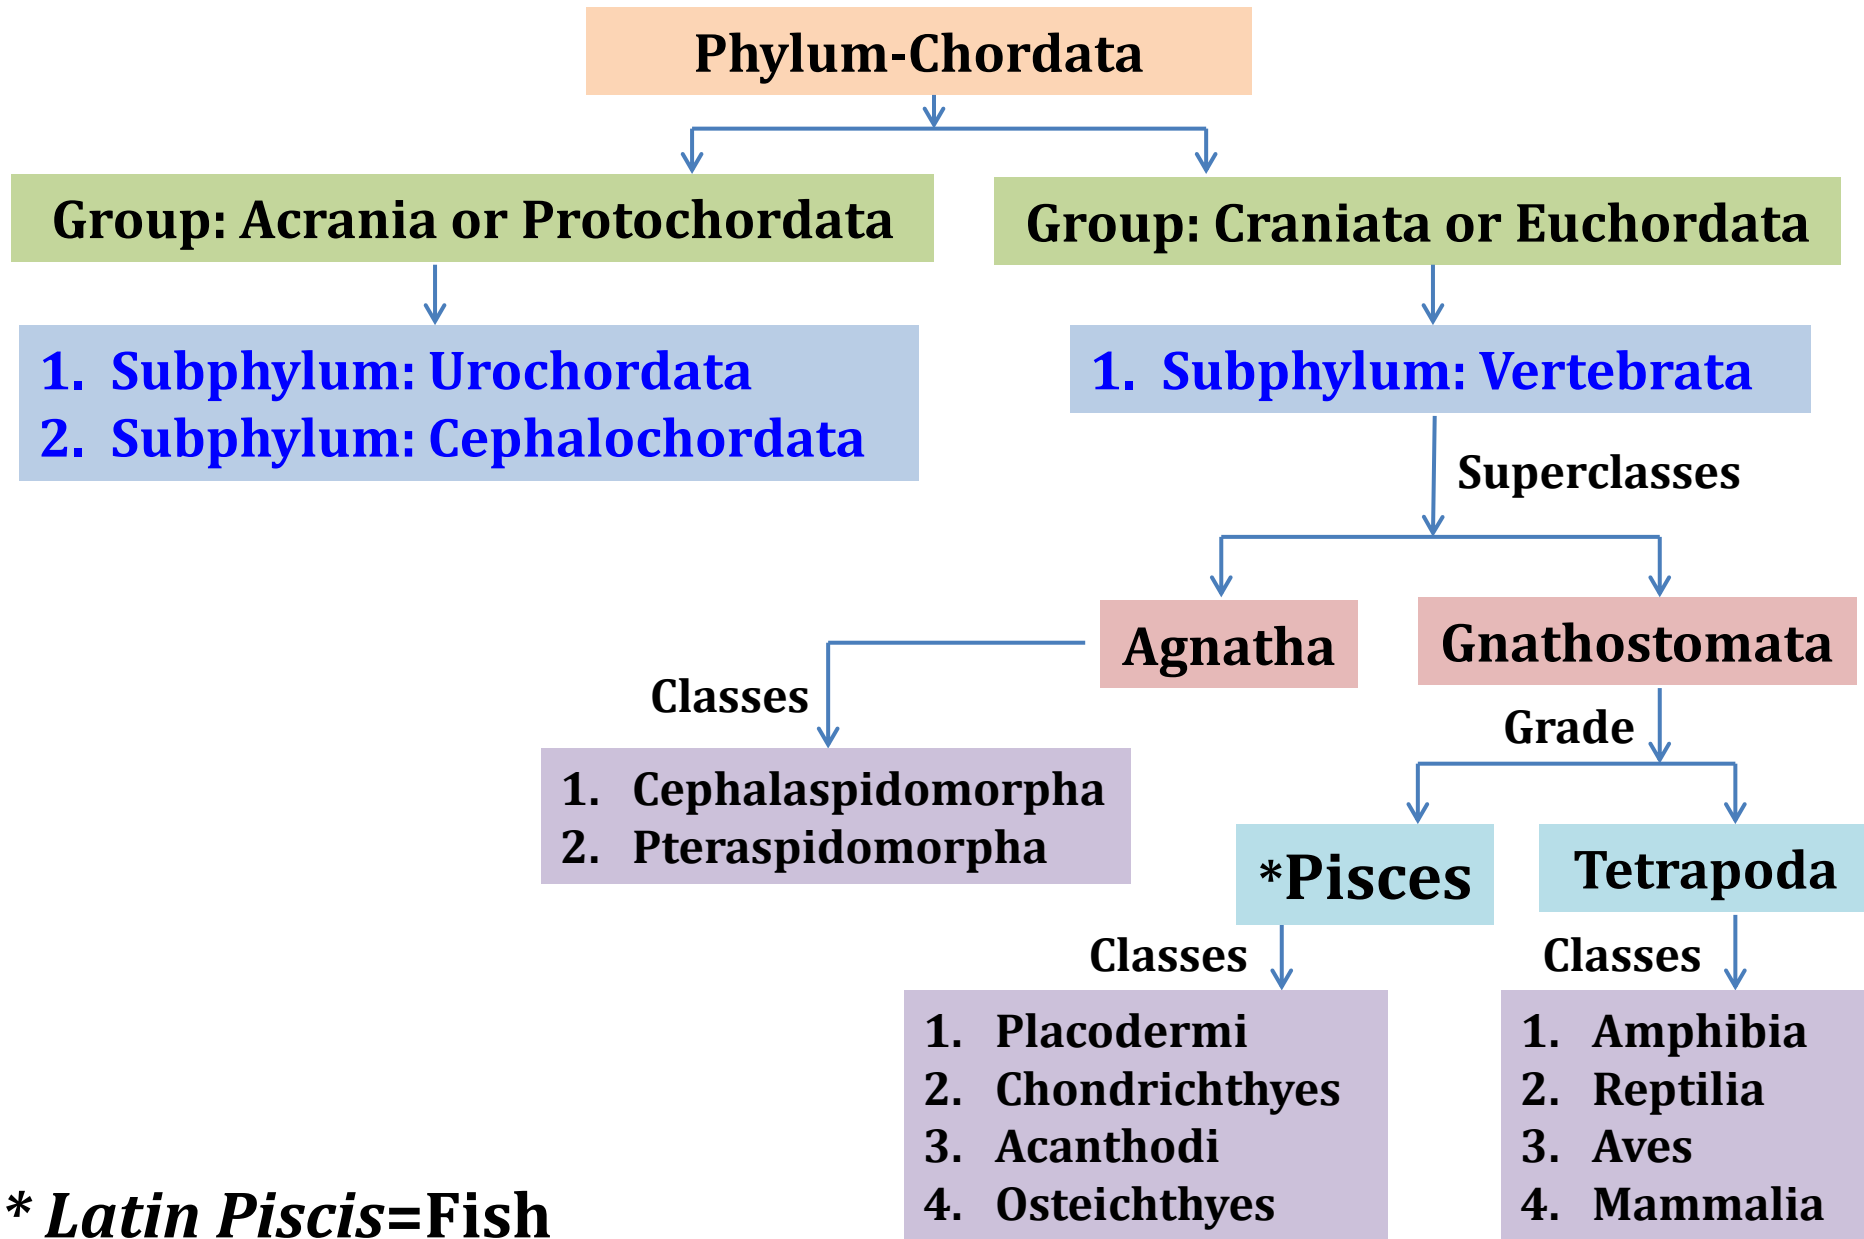 Phylum-Chordata
Group: Acrania or Protochordata
Group: Craniata or Euchordata
1. Subphylum: Urochordata
2. Subphylum: Cephalochordata
1. Subphylum: Vertebrata
Superclasses
Agnatha
Gnathostomata
Classes
Grade
1. Cephalaspidomorpha
2. Pteraspidomorpha
*Pisces
Tetrapoda
Classes
Classes
1. Placodermi
2. Chondrichthyes
3. Acanthodi
4. Osteichthyes
1. Amphibia
2. Reptilia
3. Aves
4. Mammalia
* Latin Piscis=Fish